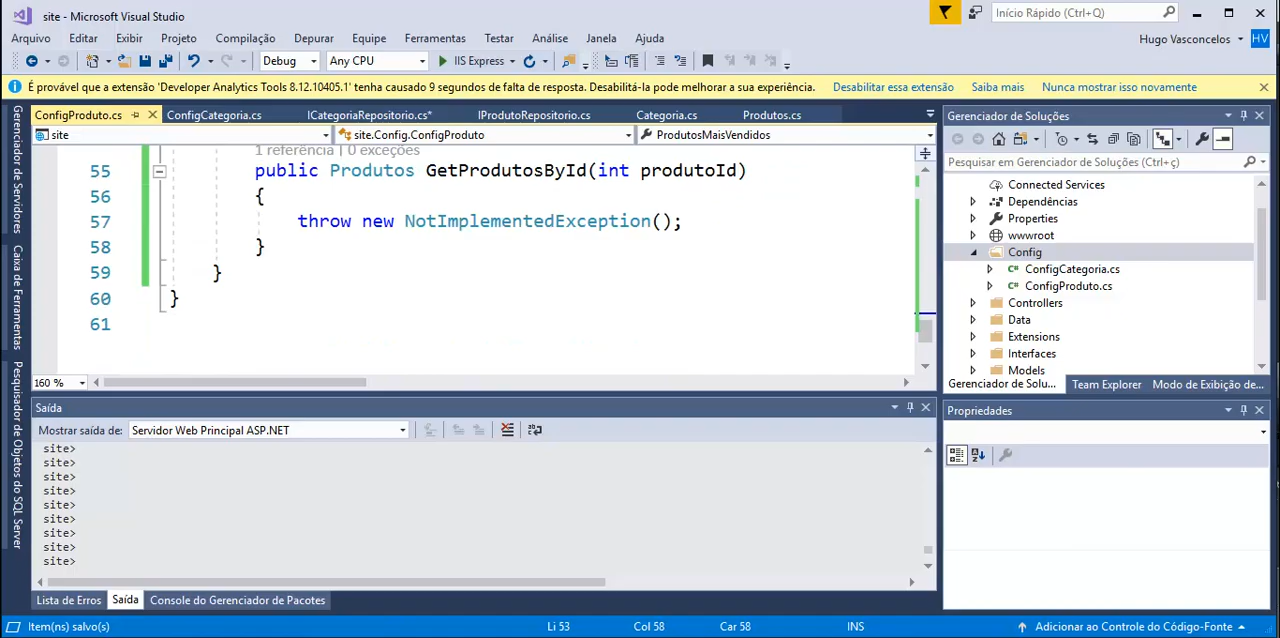 site - Microsoft Visual Studio
Início Rápido (Ctrl+Q)
Arquivo Editar Exibir Projeto Compilação Depurar Equipe Ferramentas Testar Análise Janela Ajuda
Hugo Vasconcelos HV
Debug Any CPU IIS Express
É provável que a extensão 'Developer Analytics Tools 8.12.10405.1' tenha causado 9 segundos de falta de resposta. Desabilitá-la pode melhorar a sua experiência. Desabilitar essa extensão Saiba mais Nunca mostrar isso novamente
Gerenciador de Servidores
Caixa de Ferramentas
Pesquisador de Objetos do SQL Server
ConfigProduto.cs ConfigCategoria.cs ICategoriaRepositorio.cs* IProdutoRepositorio.cs Categoria.cs Produtos.cs
site site.Config.ConfigProduto ProdutosMaisVendidos
1 referência | 0 exceções
55 public Produtos GetProdutosById(int produtoId)
56 {
57 throw new NotImplementedException();
58 }
59 }
60 }
61
160 %
Saída
Mostrar saída de: Servidor Web Principal ASP.NET
site>
site>
site>
site>
site>
site>
site>
site>
site>
Lista de Erros Saída Console do Gerenciador de Pacotes
Gerenciador de Soluções
Pesquisar em Gerenciador de Soluções (Ctrl+ç)
Connected Services
Dependências
Properties
wwwroot
Config
C# ConfigCategoria.cs
C# ConfigProduto.cs
Controllers
Data
Extensions
Interfaces
Models
Gerenciador de Solu... Team Explorer Modo de Exibição de...
Propriedades
Item(ns) salvo(s) Li 53 Col 58 Car 58 INS Adicionar ao Controle do Código-Fonte